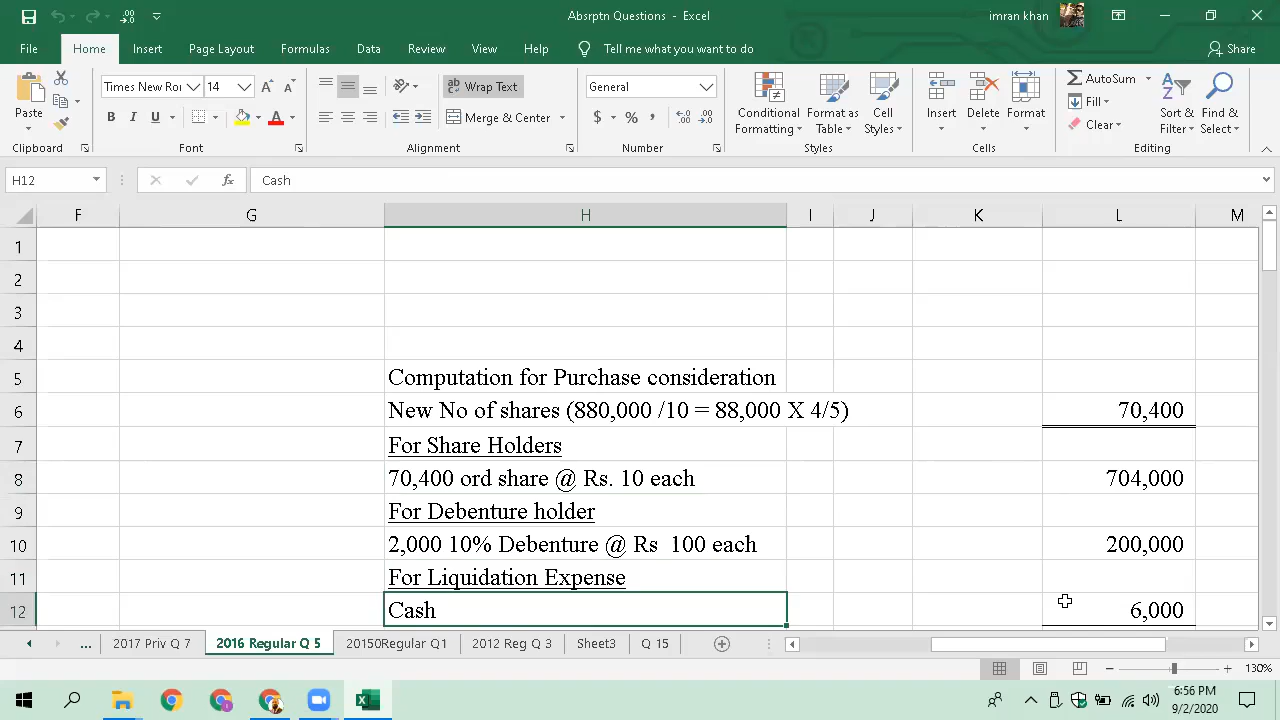 Absrptn Questions - Excel
imran khan
File Home Insert Page Layout Formulas Data Review View Help Tell me what you want to do Share
Times New Ror 14 Wrap Text General AutoSum
Paste Merge & Center Conditional Formatting Format as Table Cell Styles Insert Delete Format Fill Clear Sort & Filter Find & Select
Clipboard Font Alignment Number Styles Cells Editing
H12 fx Cash
F G H I J K L M
1
2
3
4
5 Computation for Purchase consideration
6 New No of shares (880,000 /10 = 88,000 X 4/5) 70,400
7 For Share Holders
8 70,400 ord share @ Rs. 10 each 704,000
9 For Debenture holder
10 2,000 10% Debenture @ Rs 100 each 200,000
11 For Liquidation Expense
12 Cash 6,000
... 2017 Priv Q 7 2016 Regular Q 5 20150Regular Q1 2012 Reg Q 3 Sheet3 Q 15
130%
6:56 PM
9/2/2020